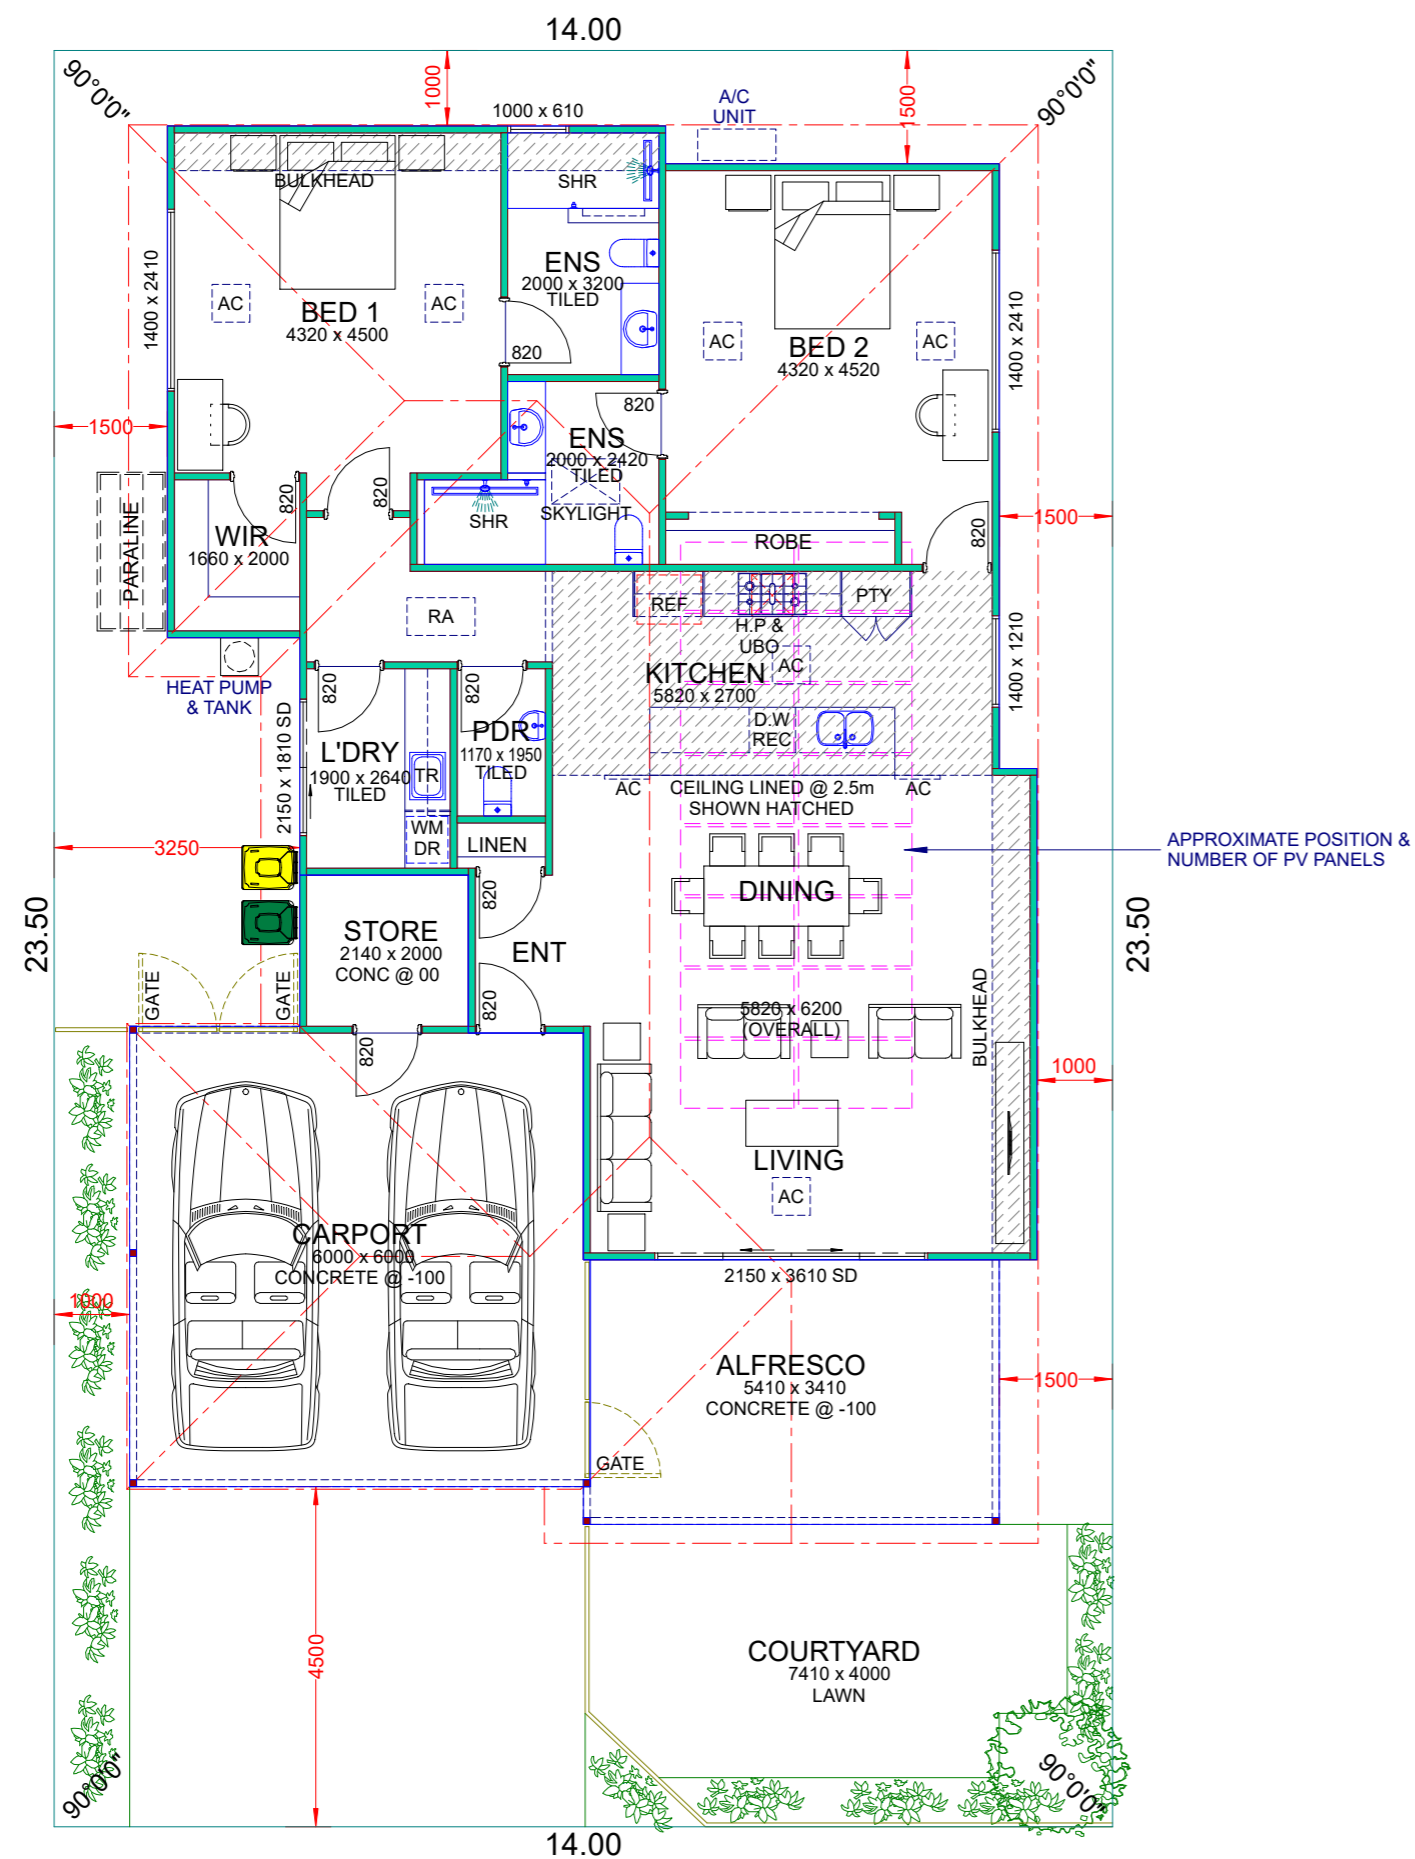 14.00
90°0'0"
90°0'0"
1000
1500
1000 x 610
A/C
UNIT
BULKHEAD
SHR
ENS
2000 x 3200
TILED
1400 x 2410
AC
AC
BED 1
4320 x 4500
820
AC
AC
BED 2
4320 x 4520
1400 x 2410
820
1500
ENS
2000 x 2420
TILED
SKYLIGHT
SHR
820
820
PARALINE
WIR
1660 x 2000
ROBE
820
1500
RA
REF
H.P &
UBO
PTY
AC
KITCHEN
5820 x 2700
1400 x 1210
HEAT PUMP
& TANK
820
820
PDR
1170 x 1950
TILED
D.W
REC
2150 x 1810 SD
L'DRY
1900 x 2640
TILED
TR
AC
CEILING LINED @ 2.5m
SHOWN HATCHED
AC
WM
DR
LINEN
3250
APPROXIMATE POSITION &
NUMBER OF PV PANELS
820
DINING
23.50
23.50
STORE
2140 x 2000
CONC @ 00
ENT
GATE
GATE
820
5820 x 6200
(OVERALL)
BULKHEAD
820
1000
LIVING
AC
CARPORT
6000 x 6000
CONCRETE @ -100
2150 x 3610 SD
1000
ALFRESCO
5410 x 3410
CONCRETE @ -100
1500
GATE
4500
COURTYARD
7410 x 4000
LAWN
90°0'0"
90°0'0"
14.00